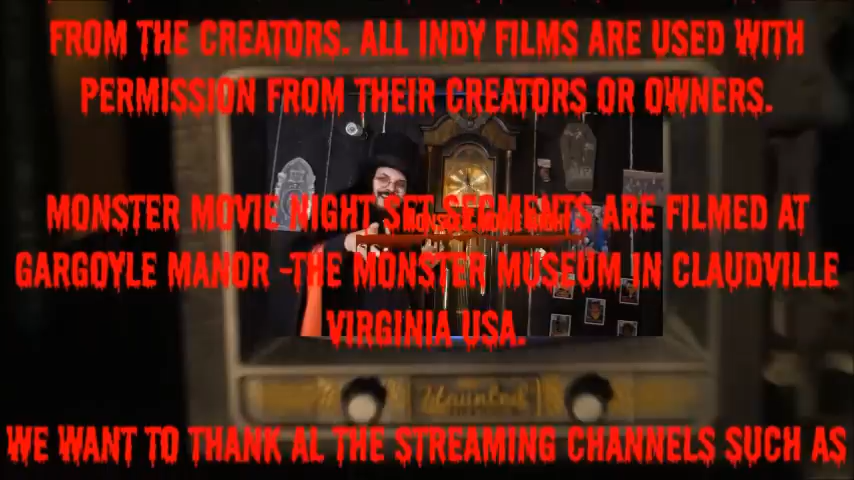 FROM THE CREATORS. ALL INDY FILMS ARE USED WITH
PERMISSION FROM THEIR CREATORS OR OWNERS.
MONSTER MOVIE NIGHT SET SEGMENTS ARE FILMED AT
GARGOYLE MANOR -THE MONSTER MUSEUM IN CLAUDVILLE
VIRGINIA USA.
Haunted
WE WANT TO THANK AL THE STREAMING CHANNELS SUCH AS